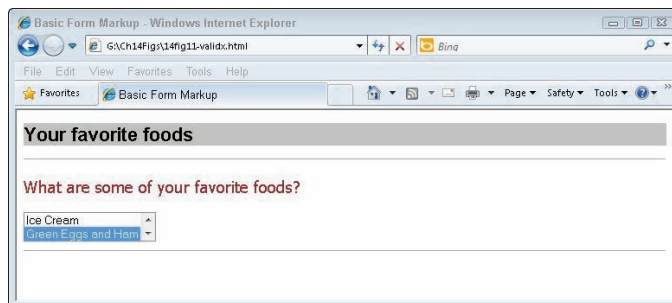 Basic Form Markup - Windows Internet Explorer
G:\Ch14Figs\14fig11-validx.html
Bing
File Edit View Favorites Tools Help
Favorites Basic Form Markup Page Safety Tools
Your favorite foods
What are some of your favorite foods?
Ice Cream
Green Eggs and Ham